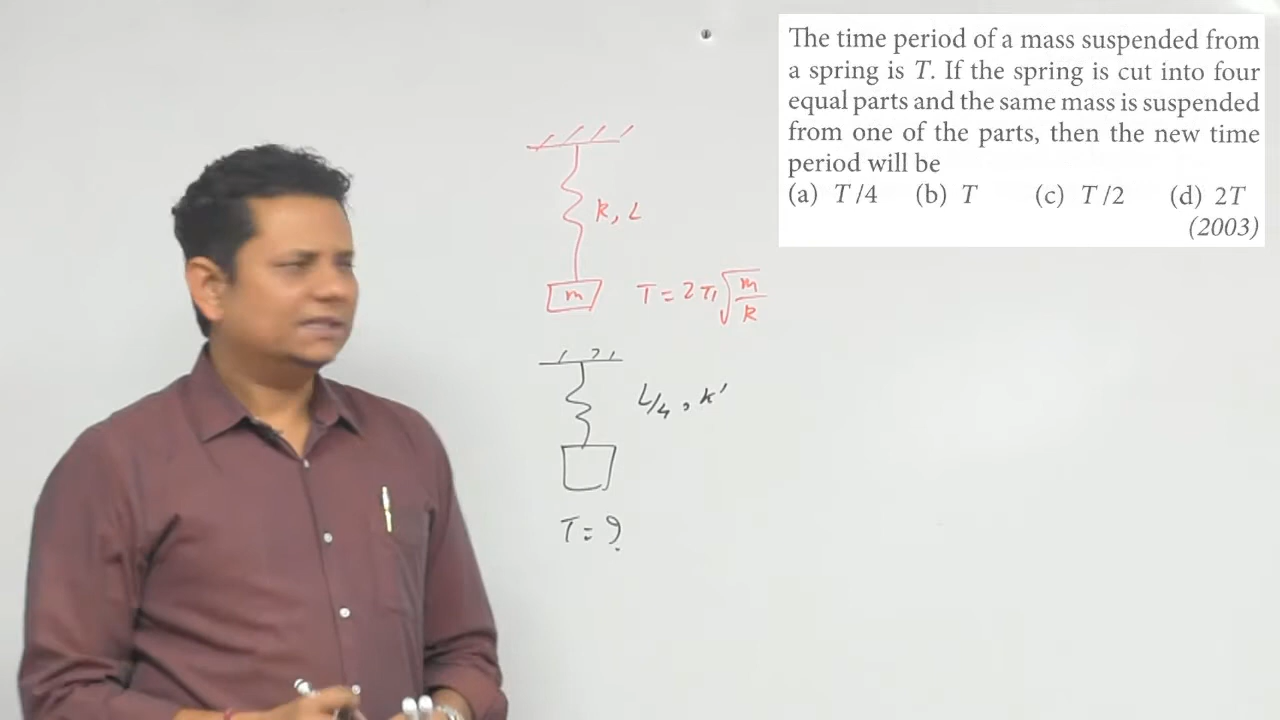 The time period of a mass suspended from
a spring is T. If the spring is cut into four
equal parts and the same mass is suspended
from one of the parts, then the new time
period will be
(a) T/4 (b) T (c) T/2 (d) 2T
(2003)
k, L
m
T = 2π√(m/k)
L/4, k'
T = ?